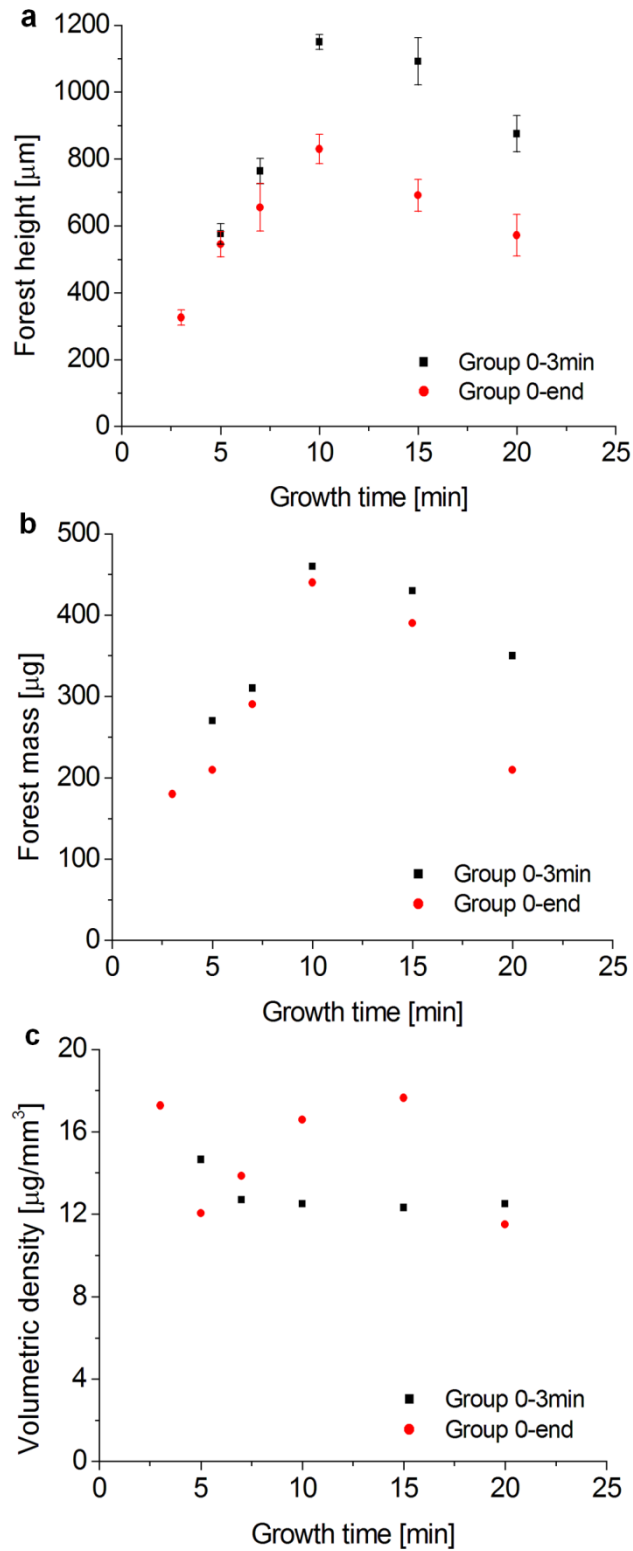 a
1200
1000
800
600
400
200
0
Forest height [µm]
Group 0-3min
Group 0-end
0 5 10 15 20 25
Growth time [min]
b
500
400
300
200
100
0
Forest mass [µg]
Group 0-3min
Group 0-end
0 5 10 15 20 25
Growth time [min]
c
20
16
12
8
4
0
Volumetric density [µg/mm³]
Group 0-3min
Group 0-end
0 5 10 15 20 25
Growth time [min]